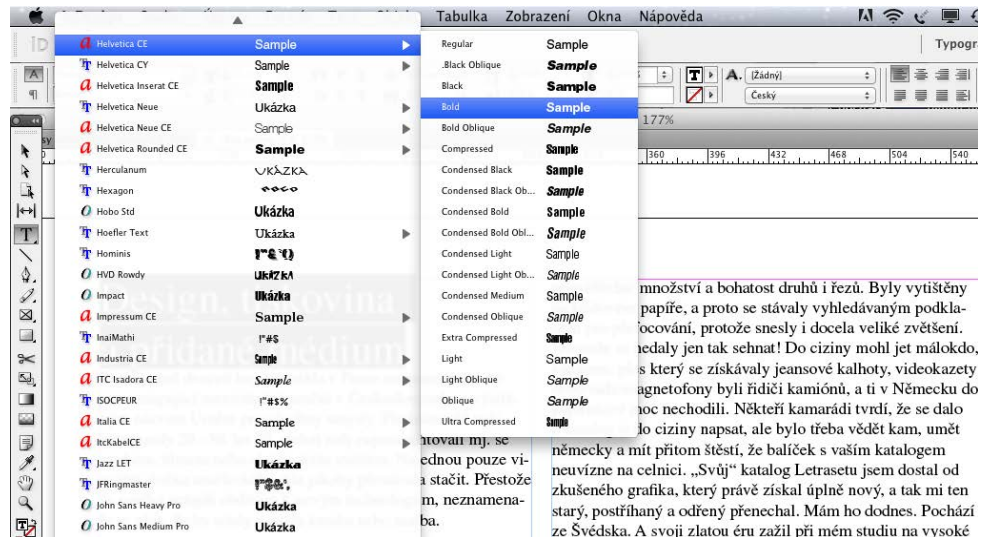 Tabulka Zobrazení Okna Nápověda
Typogr
[Žádný]
Český
177%
360 396 432 468 504 540
Helvetica CE Sample
Helvetica CY Sample
Helvetica Inserat CE Sample
Helvetica Neue Ukázka
Helvetica Neue CE Sample
Helvetica Rounded CE Sample
Herculanum UKÁZKA
Hexagon
Hobo Std Ukázka
Hoefler Text Ukázka
Hominis
HVD Rowdy Ukázka
Impact Ukázka
Impressum CE Sample
InaiMathi !"#$
Industria CE Sample
ITC Isadora CE Sample
ISOCPEUR !"#$%
Italia CE Sample
ItcKabelCE Sample
Jazz LET Ukázka
JFRingmaster
John Sans Heavy Pro Ukázka
John Sans Medium Pro Ukázka
Regular Sample
.Black Oblique Sample
Black Sample
Bold Sample
Bold Oblique Sample
Compressed Sample
Condensed Black Sample
Condensed Black Ob... Sample
Condensed Bold Sample
Condensed Bold Obl... Sample
Condensed Light Sample
Condensed Light Ob... Sample
Condensed Medium Sample
Condensed Oblique Sample
Extra Compressed Sample
Light Sample
Light Oblique Sample
Oblique Sample
Ultra Compressed Sample
Design, tiskovina
přidané médium
tovali mj. se
ednou pouze vi-
a stačit. Přestože
m, neznamena-
ba.
množství a bohatost druhů i řezů. Byly vytištěny
papíře, a proto se stávaly vyhledávaným podkla-
focování, protože snesly i docela veliké zvětšení.
nedaly jen tak sehnat! Do ciziny mohl jet málokdo,
s který se získávaly jeansové kalhoty, videokazety
agnetofony byli řidiči kamiónů, a ti v Německu do
noc nechodili. Někteří kamarádi tvrdí, že se dalo
do ciziny napsat, ale bylo třeba vědět kam, umět
německy a mít přitom štěstí, že balíček s vaším katalogem
neuvízne na celnici. „Svůj“ katalog Letrasetu jsem dostal od
zkušeného grafika, který právě získal úplně nový, a tak mi ten
starý, postříhaný a odřený přenechal. Mám ho dodnes. Pochází
ze Švédska. A svoji zlatou éru zažil při mém studiu na vysoké